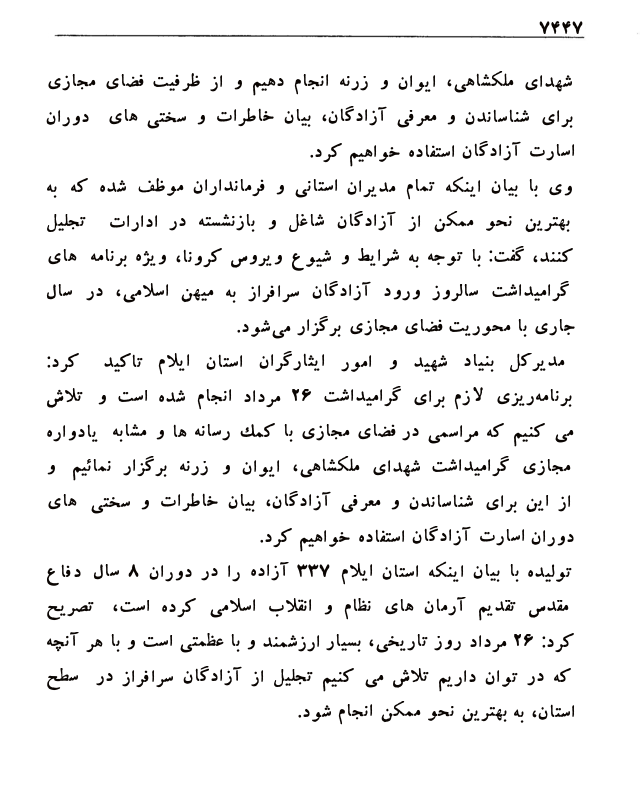 ۷۴۴۷
شهدای ملکشاهی، ایوان و زرنه انجام دهیم و از ظرفیت فضای مجازی
برای شناساندن و معرفی آزادگان، بیان خاطرات و سختی های دوران
اسارت آزادگان استفاده خواهیم کرد.
وی با بیان اینکه تمام مدیران استانی و فرمانداران موظف شده که به
بهترین نحو ممکن از آزادگان شاغل و بازنشسته در ادارات تجلیل
کنند، گفت: با توجه به شرایط و شیوع ویروس کرونا، ویژه برنامه های
گرامیداشت سالروز ورود آزادگان سرافراز به میهن اسلامی، در سال
جاری با محوریت فضای مجازی برگزار می‌شود.
مدیرکل بنیاد شهید و امور ایثارگران استان ایلام تاکید کرد:
برنامه‌ریزی لازم برای گرامیداشت ۲۶ مرداد انجام شده است و تلاش
می کنیم که مراسمی در فضای مجازی با کمك رسانه ها و مشابه یادواره
مجازی گرامیداشت شهدای ملکشاهی، ایوان و زرنه برگزار نمائیم و
از این برای شناساندن و معرفی آزادگان، بیان خاطرات و سختی های
دوران اسارت آزادگان استفاده خواهیم کرد.
تولیده با بیان اینکه استان ایلام ۳۳۷ آزاده را در دوران ۸ سال دفاع
مقدس تقدیم آرمان های نظام و انقلاب اسلامی کرده است، تصریح
کرد: ۲۶ مرداد روز تاریخی، بسیار ارزشمند و با عظمتی است و با هر آنچه
که در توان داریم تلاش می کنیم تجلیل از آزادگان سرافراز در سطح
استان، به بهترین نحو ممکن انجام شود.